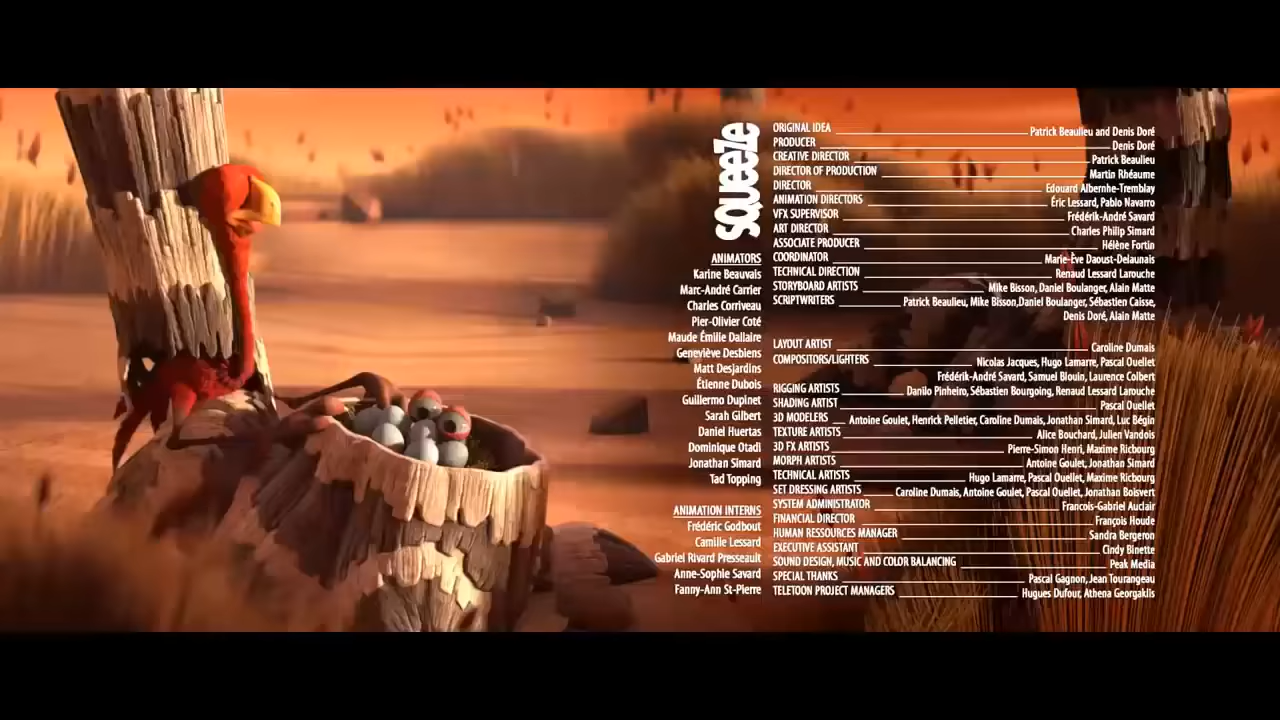 squeeze
ANIMATORS
Karine Beauvais
Marc-André Carrier
Charles Corriveau
Pier-Olivier Coté
Maude Émilie Dallaire
Geneviève Desbiens
Matt Desjardins
Étienne Dubois
Guillermo Dupinet
Sarah Gilbert
Daniel Huertas
Dominique Otadi
Jonathan Simard
Tad Topping
ANIMATION INTERNS
Frédéric Godbout
Camille Lessard
Gabriel Rivard Presseault
Anne-Sophie Savard
Fanny-Ann St-Pierre
ORIGINAL IDEA Patrick Beaulieu and Denis Doré
PRODUCER Denis Doré
CREATIVE DIRECTOR Patrick Beaulieu
DIRECTOR OF PRODUCTION Martin Rhéaume
DIRECTOR Edouard Albernhe-Tremblay
ANIMATION DIRECTORS Éric Lessard, Pablo Navarro
VFX SUPERVISOR Frédérik-André Savard
ART DIRECTOR Charles Philip Simard
ASSOCIATE PRODUCER Hélène Fortin
COORDINATOR Marie-Ève Daoust-Delaunais
TECHNICAL DIRECTION Renaud Lessard Larouche
STORYBOARD ARTISTS Mike Bisson, Daniel Boulanger, Alain Matte
SCRIPTWRITERS Patrick Beaulieu, Mike Bisson,Daniel Boulanger, Sébastien Caisse,
Denis Doré, Alain Matte
LAYOUT ARTIST Caroline Dumais
COMPOSITORS/LIGHTERS Nicolas Jacques, Hugo Lamarre, Pascal Ouellet
Frédérik-André Savard, Samuel Blouin, Laurence Colbert
RIGGING ARTISTS Danilo Pinheiro, Sébastien Bourgoing, Renaud Lessard Larouche
SHADING ARTIST Pascal Ouellet
3D MODELERS Antoine Goulet, Henrick Pelletier, Caroline Dumais, Jonathan Simard, Luc Bégin
TEXTURE ARTISTS Alice Bouchard, Julien Vandois
3D FX ARTISTS Pierre-Simon Henri, Maxime Ricbourg
MORPH ARTISTS Antoine Goulet, Jonathan Simard
TECHNICAL ARTISTS Hugo Lamarre, Pascal Ouellet, Maxime Ricbourg
SET DRESSING ARTISTS Caroline Dumais, Antoine Goulet, Pascal Ouellet, Jonathan Boisvert
SYSTEM ADMINISTRATOR Francois-Gabriel Auclair
FINANCIAL DIRECTOR François Houde
HUMAN RESSOURCES MANAGER Sandra Bergeron
EXECUTIVE ASSISTANT Cindy Binette
SOUND DESIGN, MUSIC AND COLOR BALANCING Peak Media
SPECIAL THANKS Pascal Gagnon, Jean Tourangeau
TELETOON PROJECT MANAGERS Hugues Dufour, Athena Georgaklis